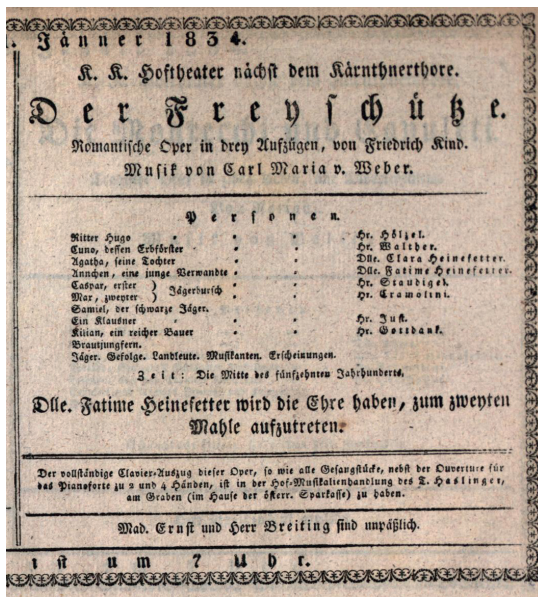 Jänner 1834.
K. K. Hoftheater nächst dem Kärnthnerthore.
Der Freyschütze.
Romantische Oper in drey Aufzügen, von Friedrich Kind.
Musik von Carl Maria v. Weber.
Personen.
Ritter Hugo Hr. Hölzel.
Cuno, dessen Erbförster Hr. Walther.
Agatha, seine Tochter Dlle. Clara Heinefetter.
Annchen, eine junge Verwandte Dlle. Fatime Heinefetter.
Caspar, erster } Jägerbursch Hr. Staudigel.
Max, zweyter } Hr. Cramolini.
Samiel, der schwarze Jäger.
Ein Klausner Hr. Just.
Kilian, ein reicher Bauer Hr. Gottdank.
Brautjungfern.
Jäger. Gefolge. Landleute. Musikanten. Erscheinungen.
Zeit: Die Mitte des fünfzehnten Jahrhunderts.
Dlle. Fatime Heinefetter wird die Ehre haben, zum zweyten
Mahle aufzutreten.
Der vollständige Clavier-Auszug dieser Oper, so wie alle Gesangstücke, nebst der Ouverture für
das Pianoforte zu 2 und 4 Händen, ist in der Hof-Musikalienhandlung des T. Haslinger,
am Graben (im Hause der österr. Sparkasse) zu haben.
Mad. Ernst und Herr Breiting sind unpäßlich.
ist um 7 Uhr.